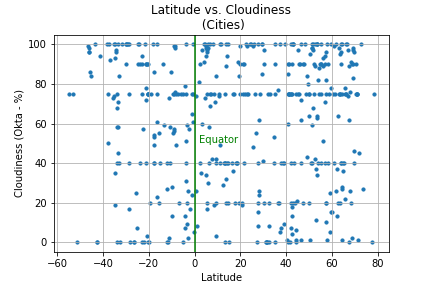 Latitude vs. Cloudiness
(Cities)
100
80
60
40
20
0
Cloudiness (Okta - %)
Equator
−60 −40 −20 0 20 40 60 80
Latitude